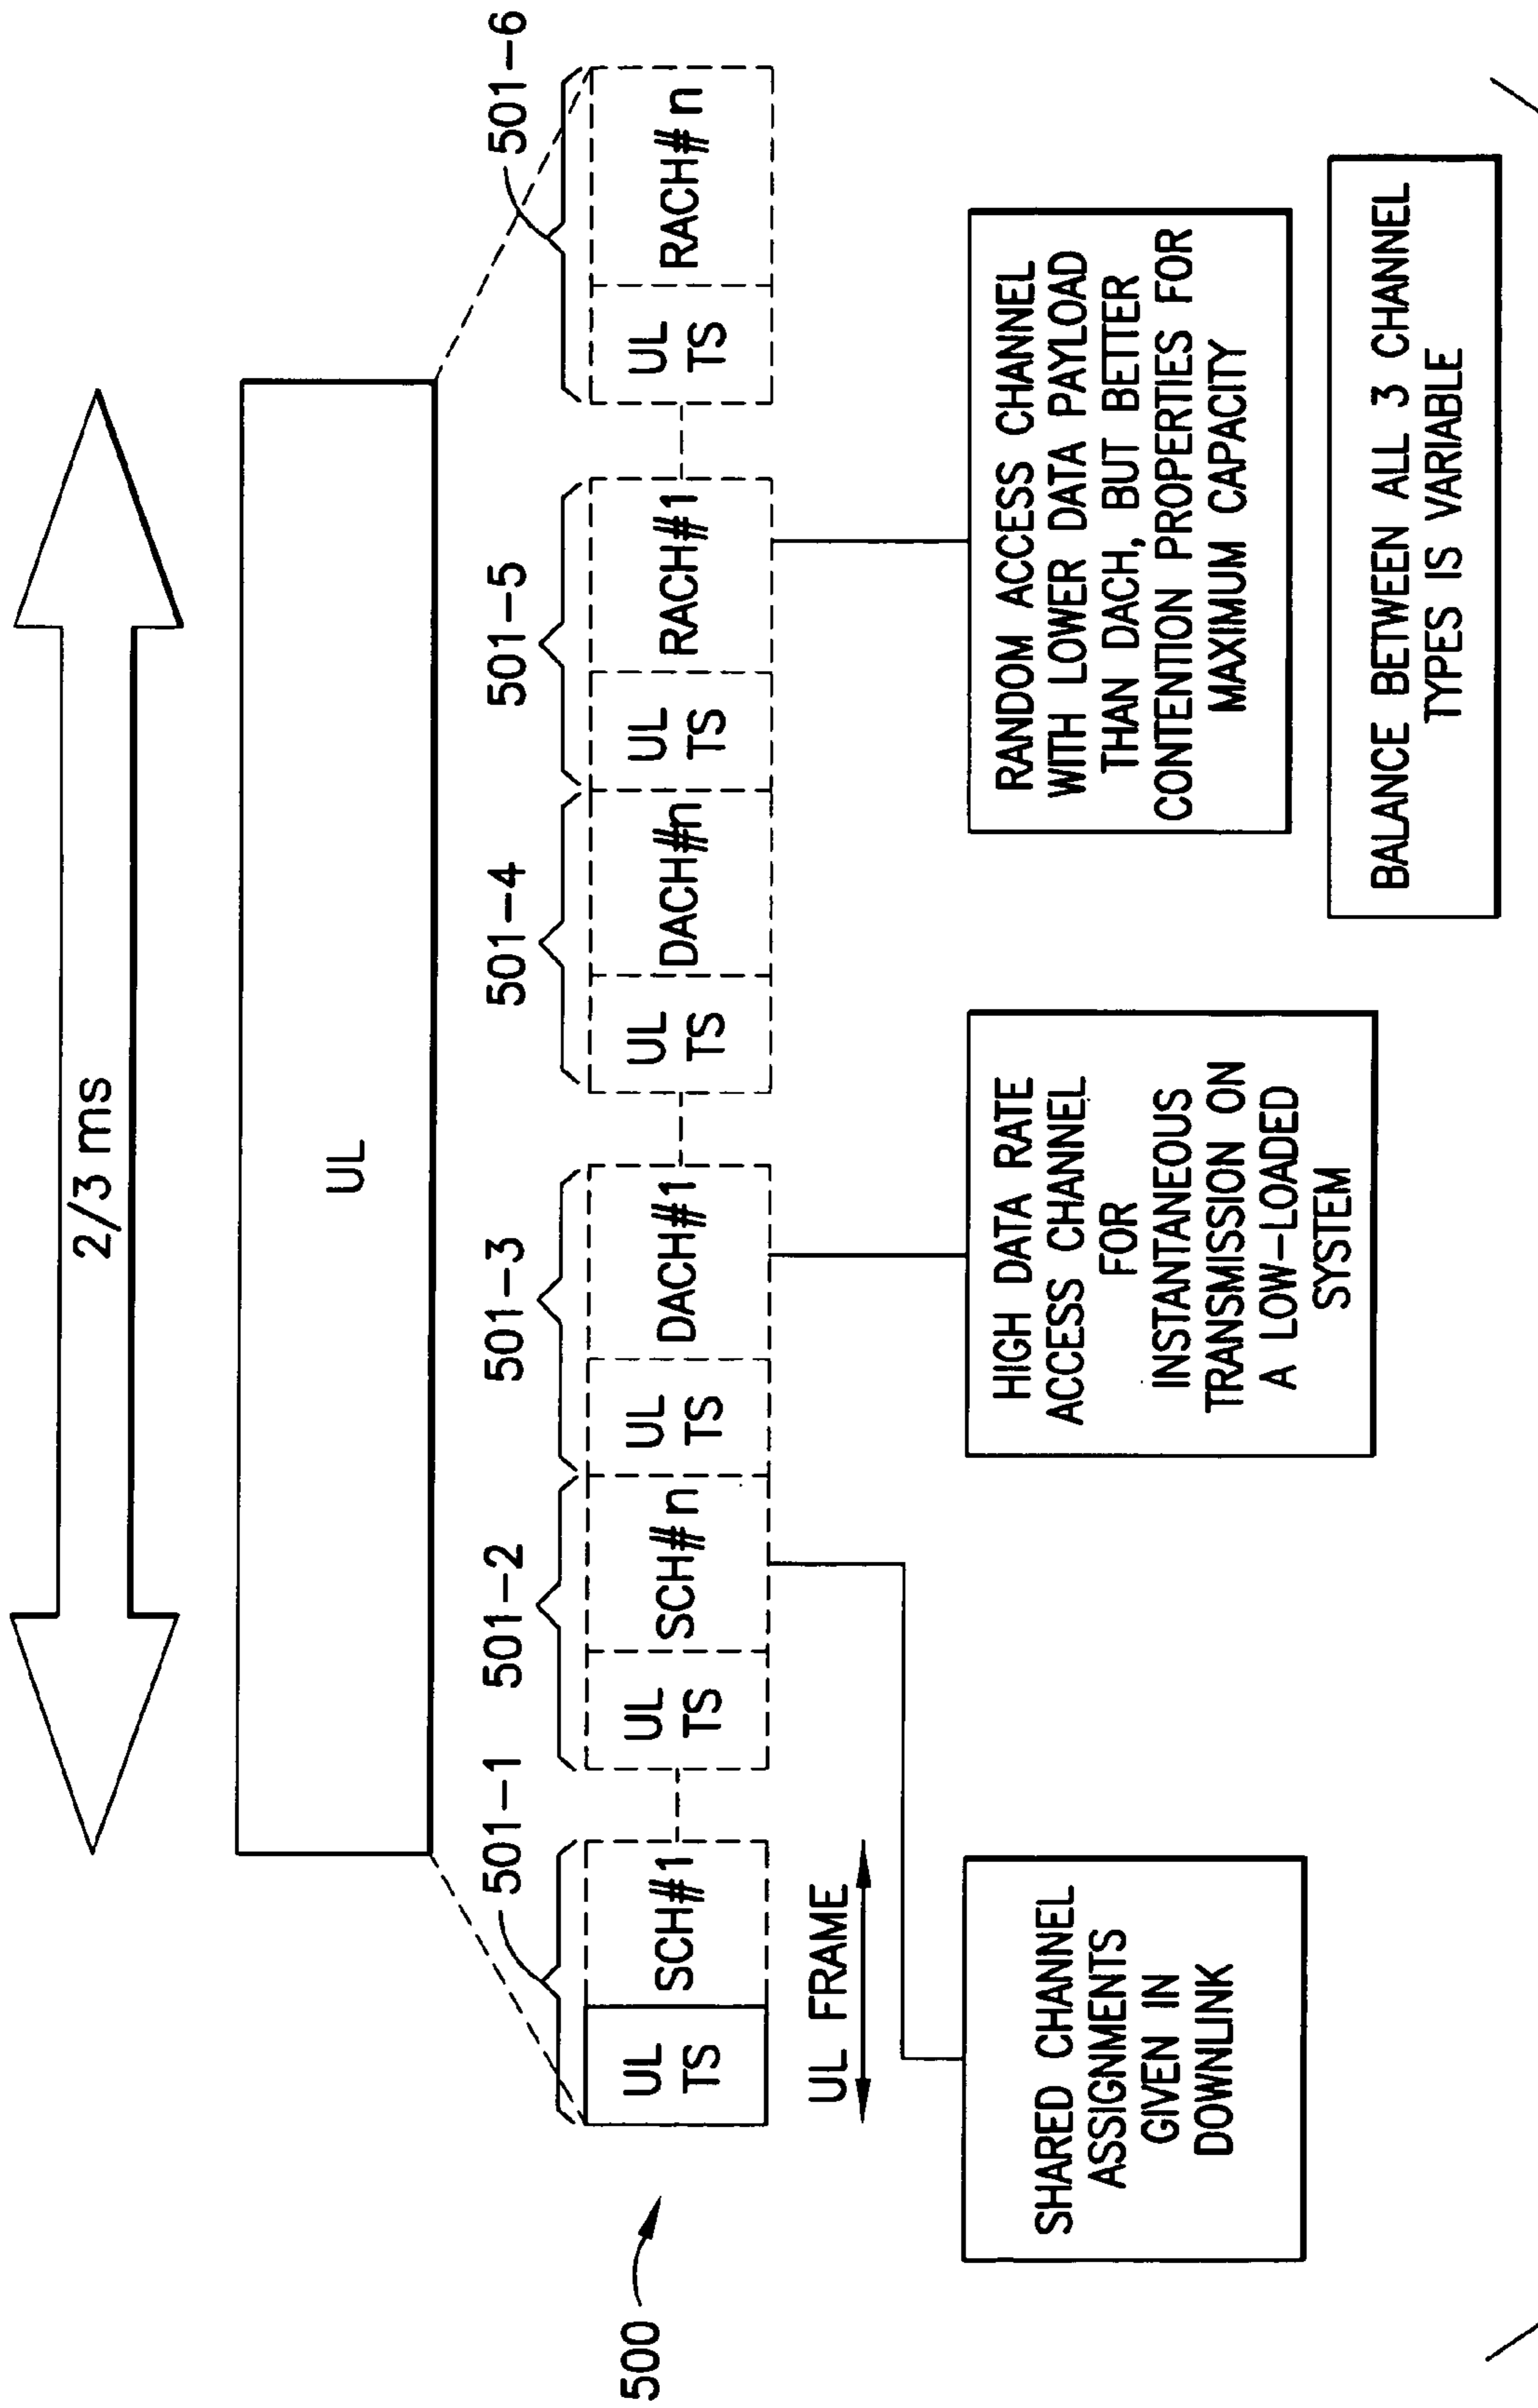 2/3 ms
UL
501-1
501-2
501-3
501-4
501-5
501-6
UL
TS
SCH#1
UL
TS
SCH#n
UL
TS
DACH#1
UL
TS
DACH#n
UL
TS
RACH#1
UL
TS
RACH#n
UL FRAME
500
SHARED CHANNEL
ASSIGNMENTS
GIVEN IN
DOWNLINK
HIGH DATA RATE
ACCESS CHANNEL
FOR
INSTANTANEOUS
TRANSMISSION ON
A LOW-LOADED
SYSTEM
RANDOM ACCESS CHANNEL
WITH LOWER DATA PAYLOAD
THAN DACH, BUT BETTER
CONTENTION PROPERTIES FOR
MAXIMUM CAPACITY
BALANCE BETWEEN ALL 3 CHANNEL
TYPES IS VARIABLE